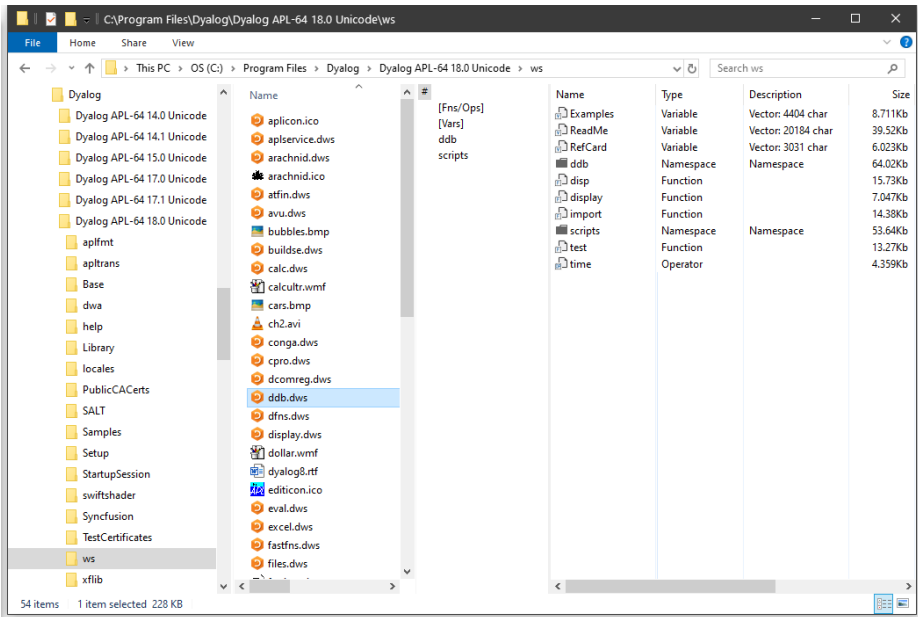 C:\Program Files\Dyalog\Dyalog APL-64 18.0 Unicode\ws
File Home Share View
This PC > OS (C:) > Program Files > Dyalog > Dyalog APL-64 18.0 Unicode > ws
Search ws
Dyalog
Dyalog APL-64 14.0 Unicode
Dyalog APL-64 14.1 Unicode
Dyalog APL-64 15.0 Unicode
Dyalog APL-64 17.0 Unicode
Dyalog APL-64 17.1 Unicode
Dyalog APL-64 18.0 Unicode
aplfmt
apltrans
Base
dwa
help
Library
locales
PublicCACerts
SALT
Samples
Setup
StartupSession
swiftshader
Syncfusion
TestCertificates
ws
xflib
Name
aplicon.ico
aplservice.dws
arachnid.dws
arachnid.ico
atfin.dws
avu.dws
bubbles.bmp
buildse.dws
calc.dws
calcultr.wmf
cars.bmp
ch2.avi
conga.dws
cpro.dws
dcomreg.dws
ddb.dws
dfns.dws
display.dws
dollar.wmf
dyalog8.rtf
editicon.ico
eval.dws
excel.dws
fastfns.dws
files.dws
#
[Fns/Ops]
[Vars]
ddb
scripts
Name Type Description Size
Examples Variable Vector: 4404 char 8.711Kb
ReadMe Variable Vector: 20184 char 39.52Kb
RefCard Variable Vector: 3031 char 6.023Kb
ddb Namespace Namespace 64.02Kb
disp Function 15.73Kb
display Function 7.047Kb
import Function 14.38Kb
scripts Namespace Namespace 53.64Kb
test Function 13.27Kb
time Operator 4.359Kb
54 items 1 item selected 228 KB